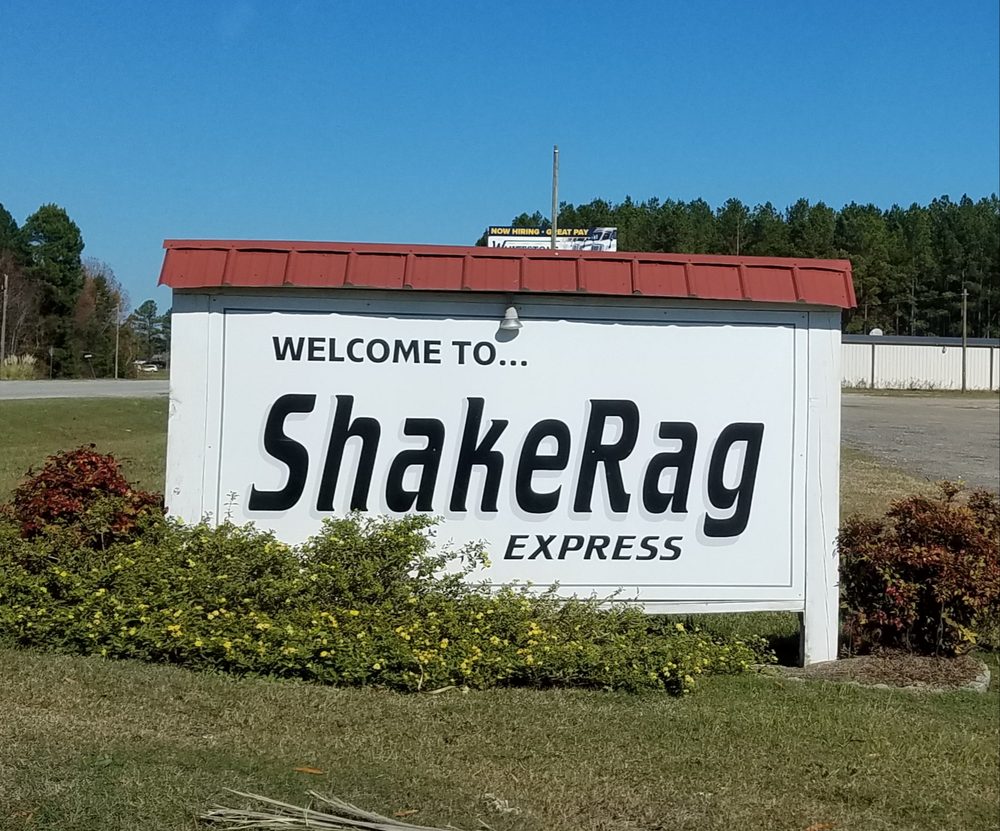 NOW HIRING - GREAT PAY
WELCOME TO...
ShakeRag
EXPRESS